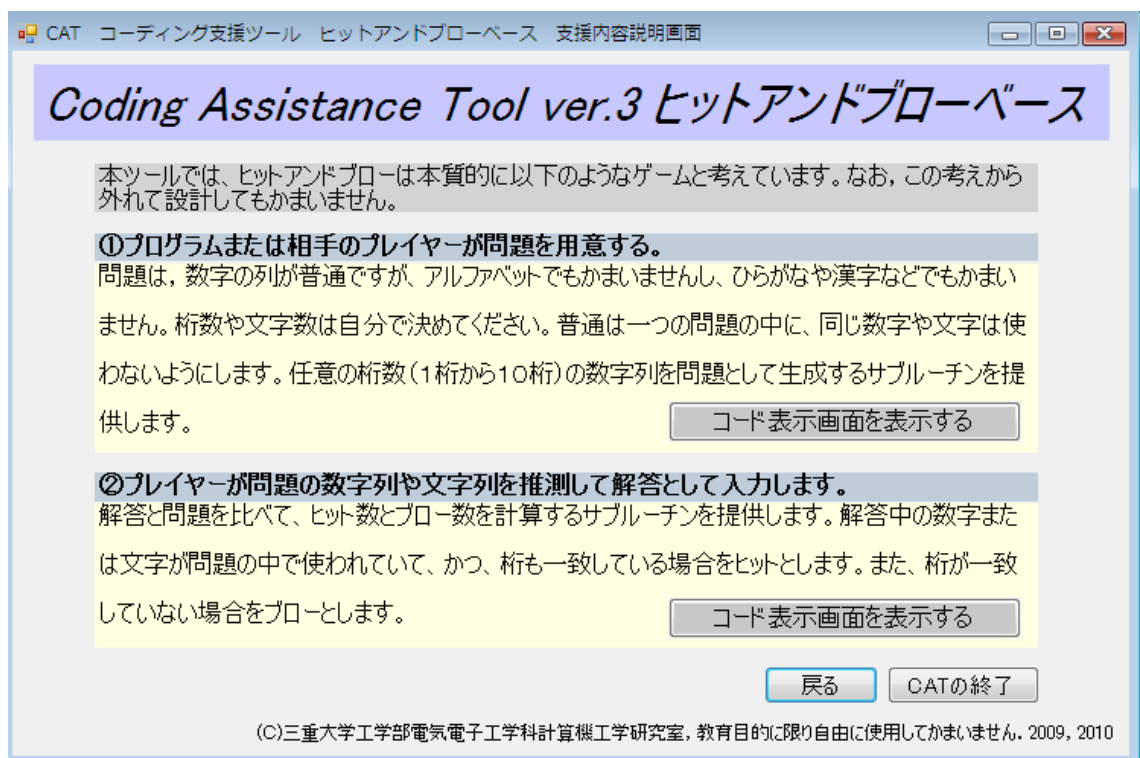 CAT コーディング支援ツール ヒットアンドブローベース 支援内容説明画面
Coding Assistance Tool ver.3 ヒットアンドブローベース
本ツールでは、ヒットアンドブローは本質的に以下のようなゲームと考えています。なお，この考えから
外れて設計してもかまいません。
①プログラムまたは相手のプレイヤーが問題を用意する。
問題は，数字の列が普通ですが、アルファベットでもかまいませんし、ひらがなや漢字などでもかまい
ません。桁数や文字数は自分で決めてください。普通は一つの問題の中に、同じ数字や文字は使
わないようにします。任意の桁数（1桁から10桁）の数字列を問題として生成するサブルーチンを提
供します。
コード表示画面を表示する
②プレイヤーが問題の数字列や文字列を推測して解答として入力します。
解答と問題を比べて、ヒット数とブロー数を計算するサブルーチンを提供します。解答中の数字また
は文字が問題の中で使われていて、かつ、桁も一致している場合をヒットとします。また、桁が一致
していない場合をブローとします。
コード表示画面を表示する
戻る
CATの終了
(C)三重大学工学部電気電子工学科計算機工学研究室，教育目的に限り自由に使用してかまいません．2009，2010